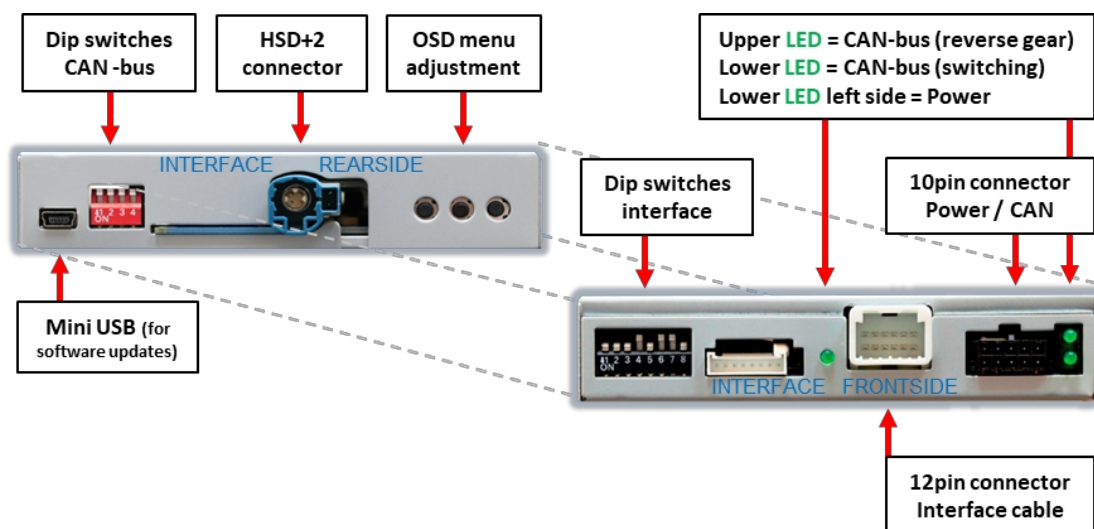 Dip switches
CAN -bus
HSD+2
connector
OSD menu
adjustment
Upper LED = CAN-bus (reverse gear)
Lower LED = CAN-bus (switching)
Lower LED left side = Power
INTERFACE REARSIDE
1 2 3 4
ON
Dip switches
interface
10pin connector
Power / CAN
Mini USB (for
software updates)
1 2 3 4 5 6 7 8
ON
INTERFACE FRONTSIDE
12pin connector
Interface cable